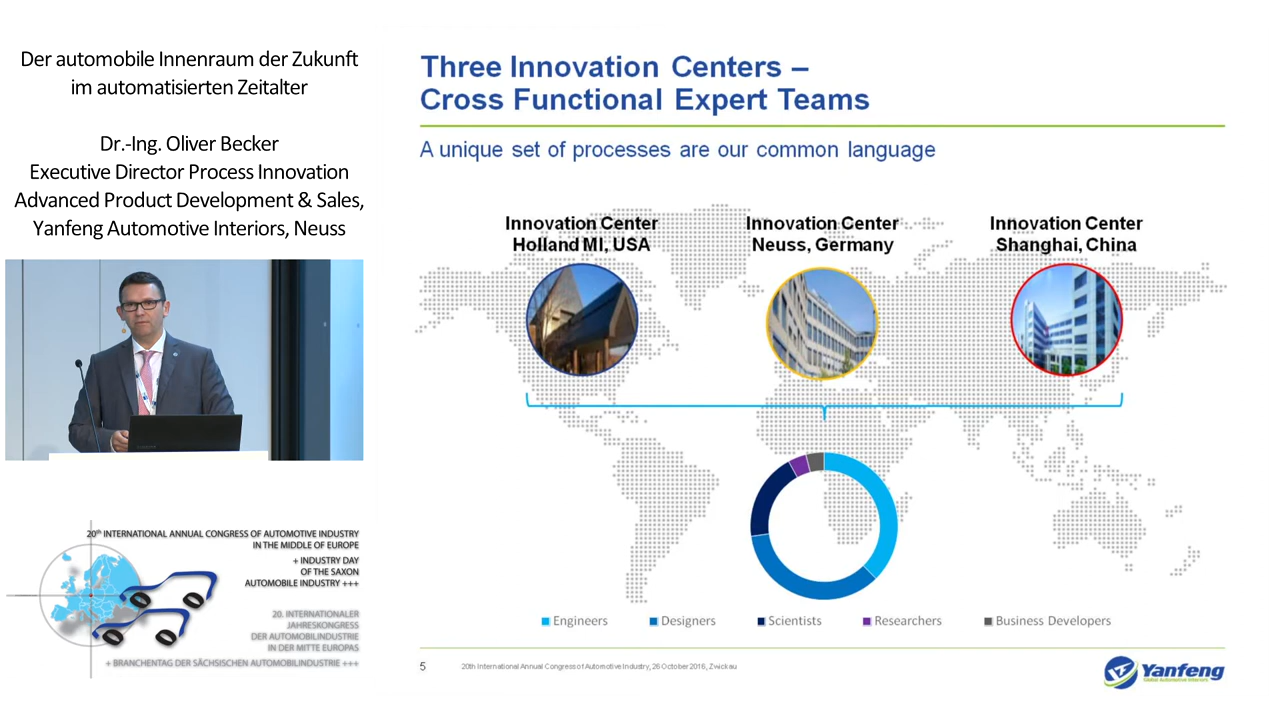 Der automobile Innenraum der Zukunft
im automatisierten Zeitalter
Dr.-Ing. Oliver Becker
Executive Director Process Innovation
Advanced Product Development & Sales,
Yanfeng Automotive Interiors, Neuss
20th INTERNATIONAL ANNUAL CONGRESS OF AUTOMOTIVE INDUSTRY
IN THE MIDDLE OF EUROPE
+ INDUSTRY DAY
OF THE SAXON
AUTOMOBILE INDUSTRY +++
20. INTERNATIONALER
JAHRESKONGRESS
DER AUTOMOBILINDUSTRIE
IN DER MITTE EUROPAS
+ BRANCHENTAG DER SÄCHSISCHEN AUTOMOBILINDUSTRIE +++
Three Innovation Centers –
Cross Functional Expert Teams
A unique set of processes are our common language
Innovation Center
Holland MI, USA
Innovation Center
Neuss, Germany
Innovation Center
Shanghai, China
Engineers
Designers
Scientists
Researchers
Business Developers
5
20th International Annual Congress of Automotive Industry, 26 October 2016, Zwickau
Yanfeng
Global Automotive Interiors